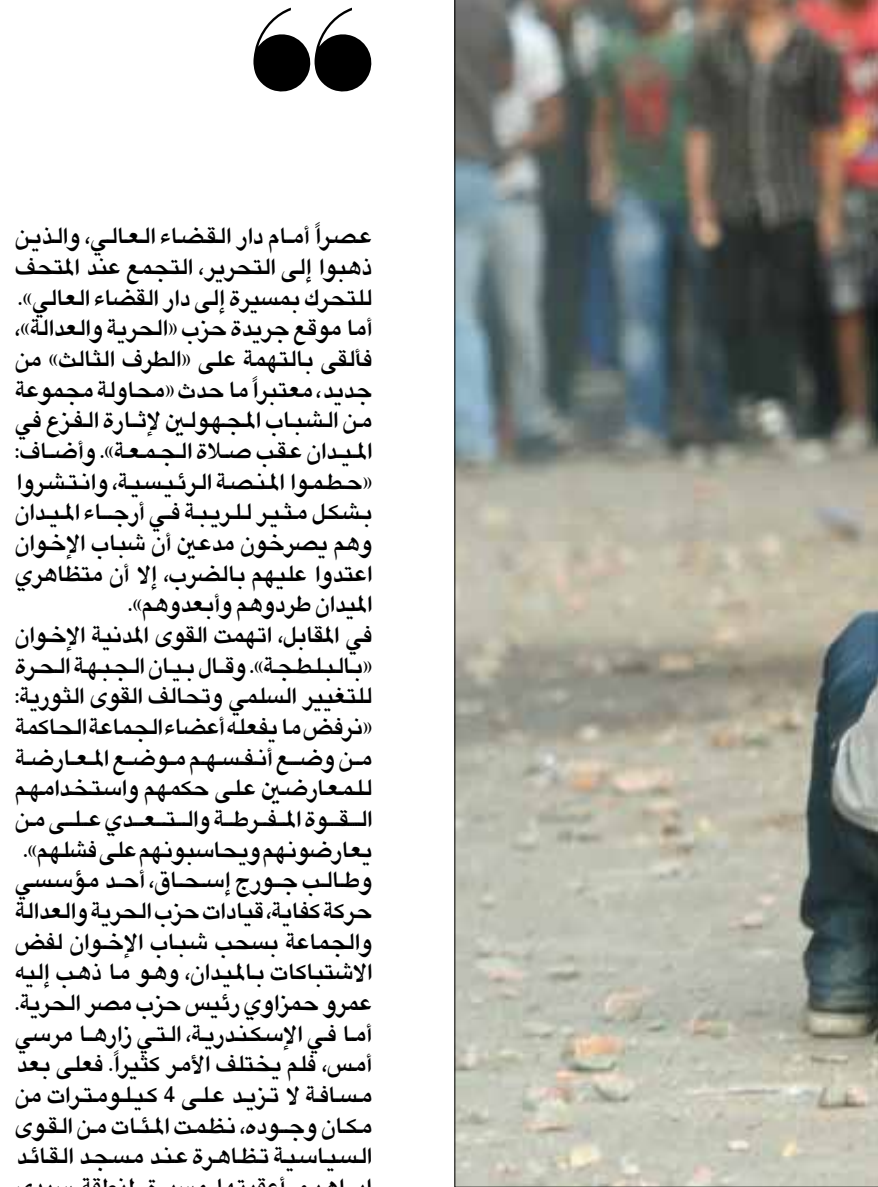 عصراً أمام دار القضاء العالي، والذين
ذهبوا إلى التحرير، التجمع عند المتحف
للتحرك بمسيرة إلى دار القضاء العالي».
أما موقع جريدة حزب «الحرية والعدالة»،
فألقى بالتهمة على «الطرف الثالث» من
جديد، معتبراً ما حدث «محاولة مجموعة
من الشباب المجهولين لإثارة الفزع في
الميدان عقب صلاة الجمعة». وأضاف:
«حطموا المنصة الرئيسية، وانتشروا
بشكل مثير للريبة في أرجاء الميدان
وهم يصرخون مدعين أن شباب الإخوان
اعتدوا عليهم بالضرب، إلا أن متظاهري
الميدان طردوهم وأبعدوهم».
في المقابل، اتهمت القوى المدنية الإخوان
«بالبلطجة». وقال بيان الجبهة الحرة
للتغيير السلمي وتحالف القوى الثورية:
«نرفض ما يفعله أعضاء الجماعة الحاكمة
من وضع أنفسهم موضع المعارضة
للمعارضين على حكمهم واستخدامهم
القوة المفرطة والتعدي على من
يعارضونهم ويحاسبونهم على فشلهم».
وطالب جورج إسحاق، أحد مؤسسي
حركة كفاية، قيادات حزب الحرية والعدالة
والجماعة بسحب شباب الإخوان لفض
الاشتباكات بالميدان، وهو ما ذهب إليه
عمرو حمزاوي رئيس حزب مصر الحرية.
أما في الإسكندرية، التي زارها مرسي
أمس، فلم يختلف الأمر كثيراً. فعلى بعد
مسافة لا تزيد على 4 كيلومترات من
مكان وجوده، نظمت المئات من القوى
السياسية تظاهرة عند مسجد القائد